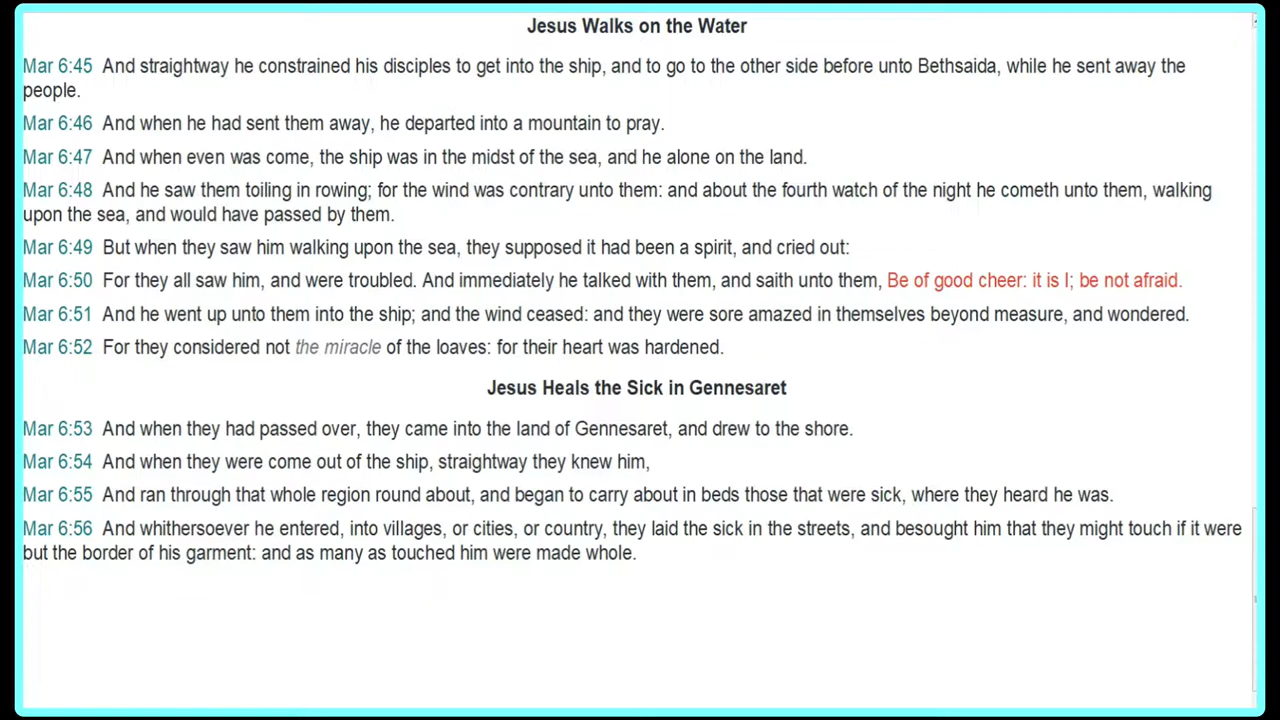 Jesus Walks on the Water
Mar 6:45 And straightway he constrained his disciples to get into the ship, and to go to the other side before unto Bethsaida, while he sent away the
people.
Mar 6:46 And when he had sent them away, he departed into a mountain to pray.
Mar 6:47 And when even was come, the ship was in the midst of the sea, and he alone on the land.
Mar 6:48 And he saw them toiling in rowing; for the wind was contrary unto them: and about the fourth watch of the night he cometh unto them, walking
upon the sea, and would have passed by them.
Mar 6:49 But when they saw him walking upon the sea, they supposed it had been a spirit, and cried out:
Mar 6:50 For they all saw him, and were troubled. And immediately he talked with them, and saith unto them, Be of good cheer: it is I; be not afraid.
Mar 6:51 And he went up unto them into the ship; and the wind ceased: and they were sore amazed in themselves beyond measure, and wondered.
Mar 6:52 For they considered not the miracle of the loaves: for their heart was hardened.
Jesus Heals the Sick in Gennesaret
Mar 6:53 And when they had passed over, they came into the land of Gennesaret, and drew to the shore.
Mar 6:54 And when they were come out of the ship, straightway they knew him,
Mar 6:55 And ran through that whole region round about, and began to carry about in beds those that were sick, where they heard he was.
Mar 6:56 And whithersoever he entered, into villages, or cities, or country, they laid the sick in the streets, and besought him that they might touch if it were
but the border of his garment: and as many as touched him were made whole.